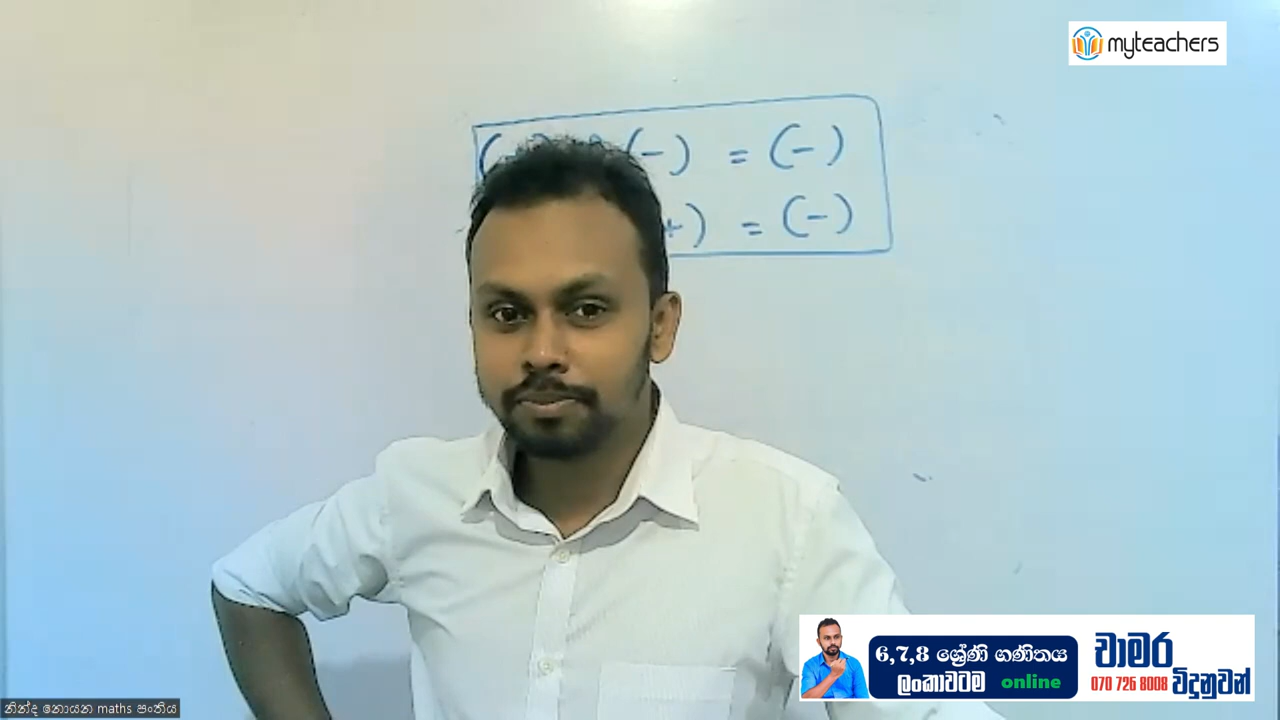 myteachers
(-) = (-)
+) = (-)
6,7,8 ශ්‍රේණි ගණිතය
ලංකාවටම online
චාමර
070 726 8008 විදුනුවන්
නින්ද නොයන maths පංතිය